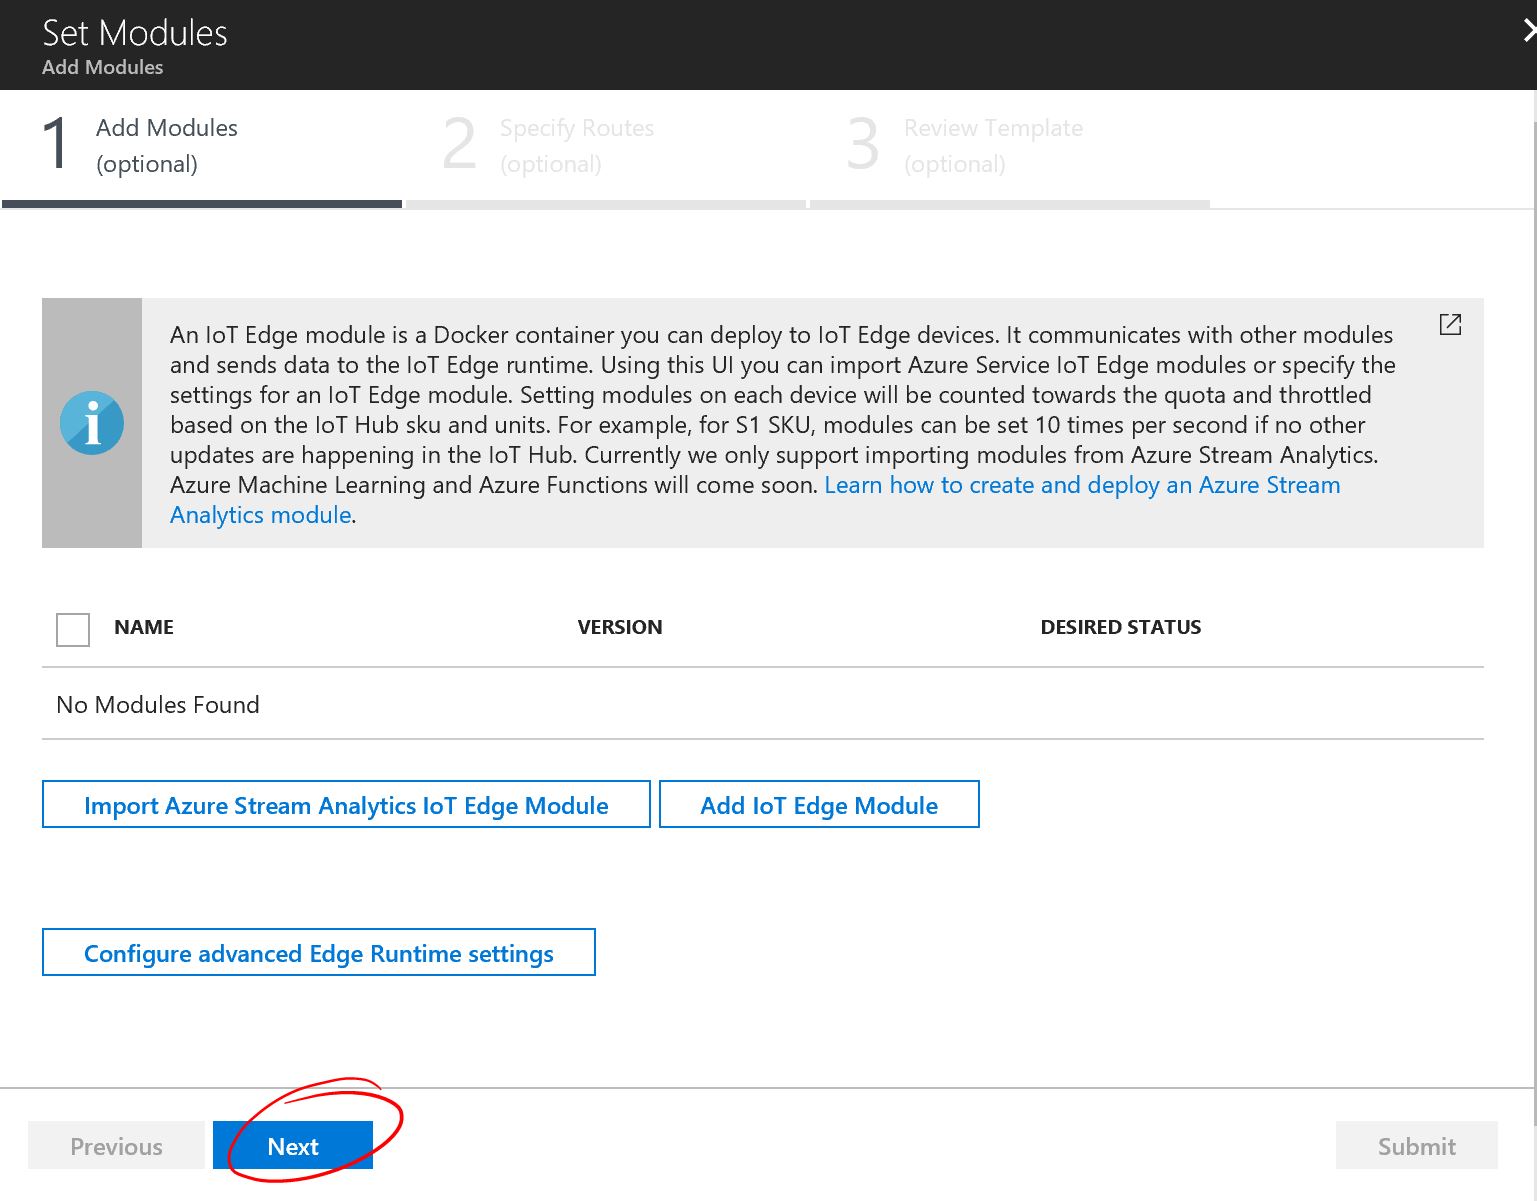 Set Modules
Add Modules
1 Add Modules
(optional)
2 Specify Routes
(optional)
3 Review Template
(optional)
An IoT Edge module is a Docker container you can deploy to IoT Edge devices. It communicates with other modules
and sends data to the IoT Edge runtime. Using this UI you can import Azure Service IoT Edge modules or specify the
settings for an IoT Edge module. Setting modules on each device will be counted towards the quota and throttled
based on the IoT Hub sku and units. For example, for S1 SKU, modules can be set 10 times per second if no other
updates are happening in the IoT Hub. Currently we only support importing modules from Azure Stream Analytics.
Azure Machine Learning and Azure Functions will come soon. Learn how to create and deploy an Azure Stream
Analytics module.
NAME VERSION DESIRED STATUS
No Modules Found
Import Azure Stream Analytics IoT Edge Module Add IoT Edge Module
Configure advanced Edge Runtime settings
Previous Next Submit